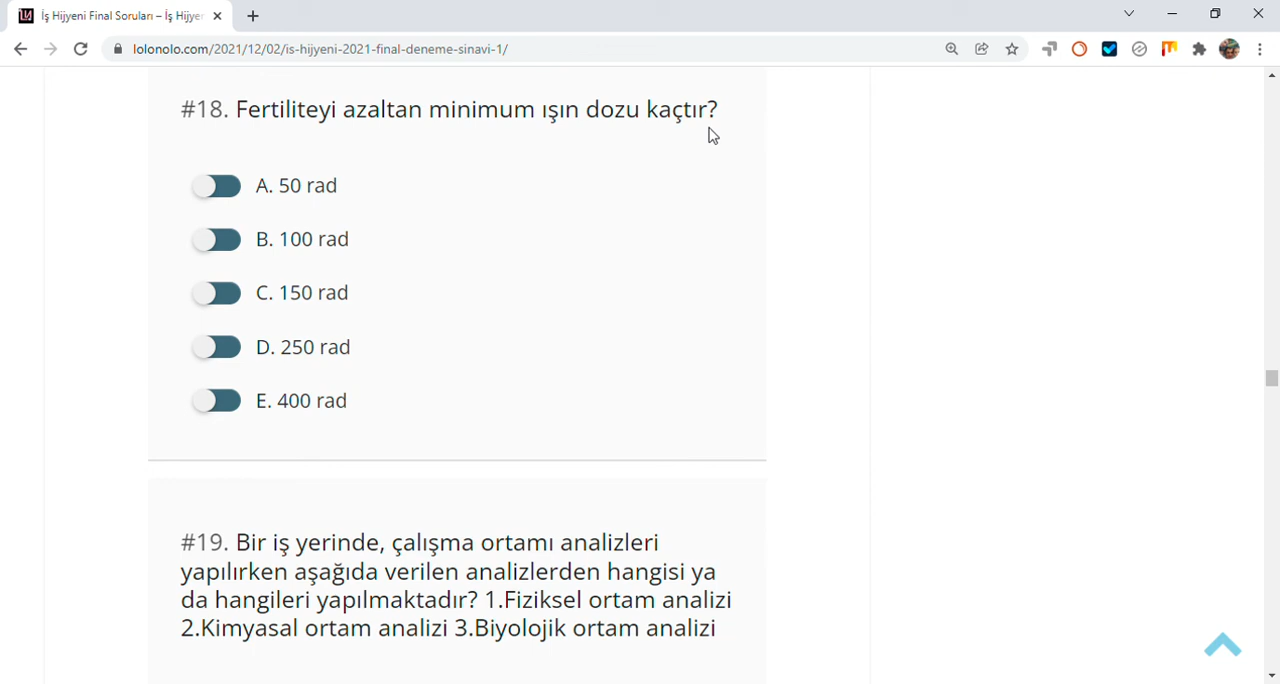 İş Hijyeni Final Soruları – İş Hijye
lolonolo.com/2021/12/02/is-hijyeni-2021-final-deneme-sinavi-1/
#18. Fertiliteyi azaltan minimum ışın dozu kaçtır?
A. 50 rad
B. 100 rad
C. 150 rad
D. 250 rad
E. 400 rad
#19. Bir iş yerinde, çalışma ortamı analizleri
yapılırken aşağıda verilen analizlerden hangisi ya
da hangileri yapılmaktadır? 1.Fiziksel ortam analizi
2.Kimyasal ortam analizi 3.Biyolojik ortam analizi